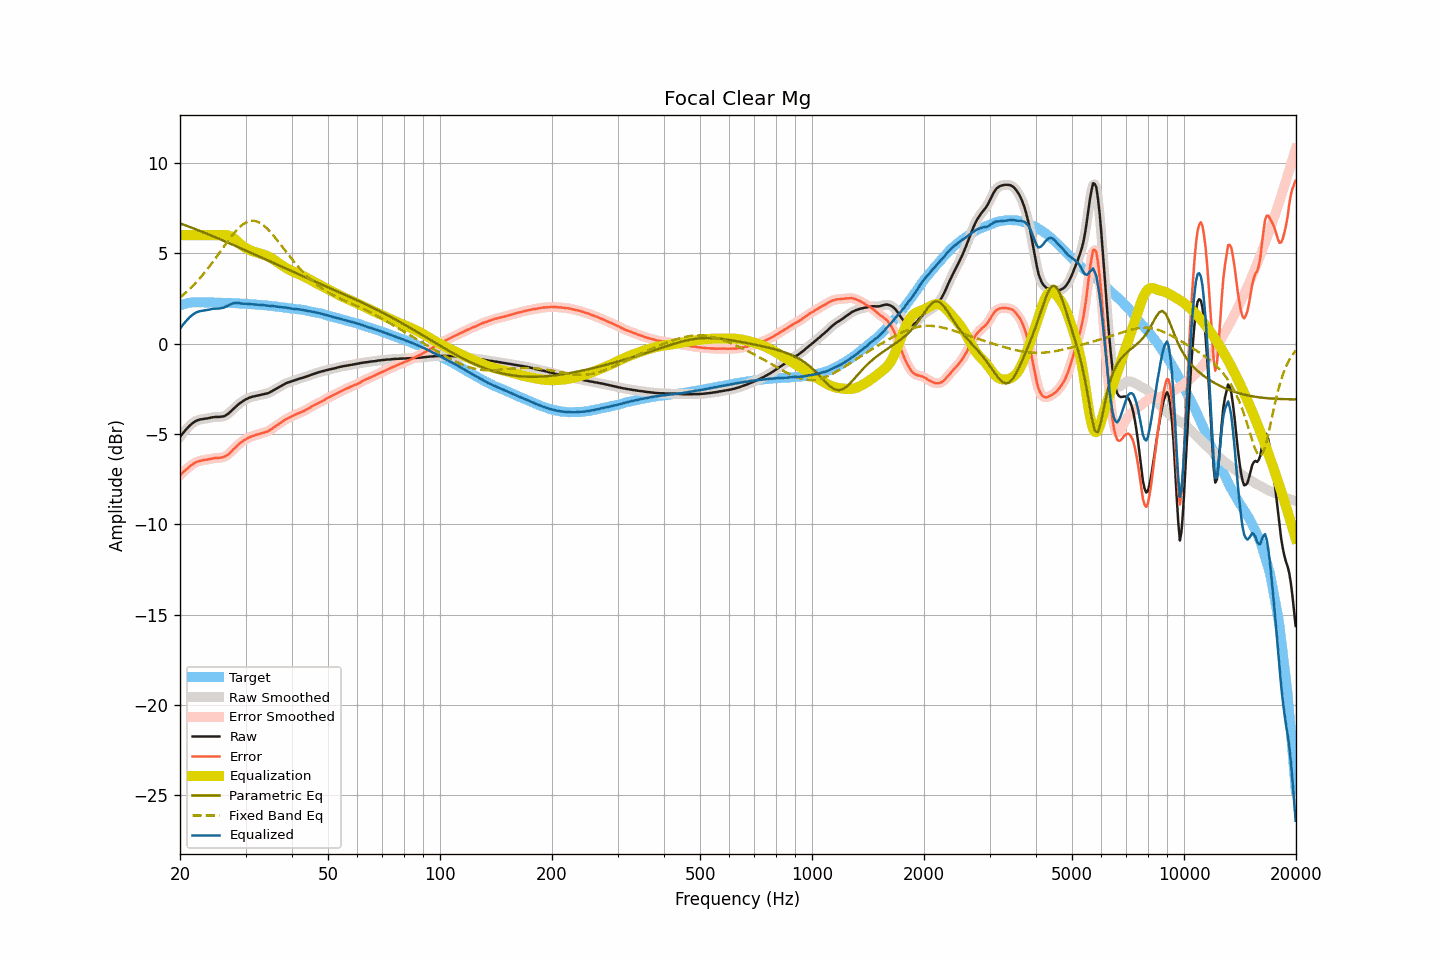 Focal Clear Mg
10
5
0
−5
−10
−15
−20
−25
Amplitude (dBr)
Target
Raw Smoothed
Error Smoothed
Raw
Error
Equalization
Parametric Eq
Fixed Band Eq
Equalized
20 50 100 200 500 1000 2000 5000 10000 20000
Frequency (Hz)